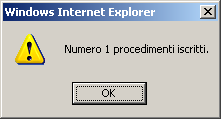 Windows Internet Explorer
Numero 1 procedimenti iscritti.
OK